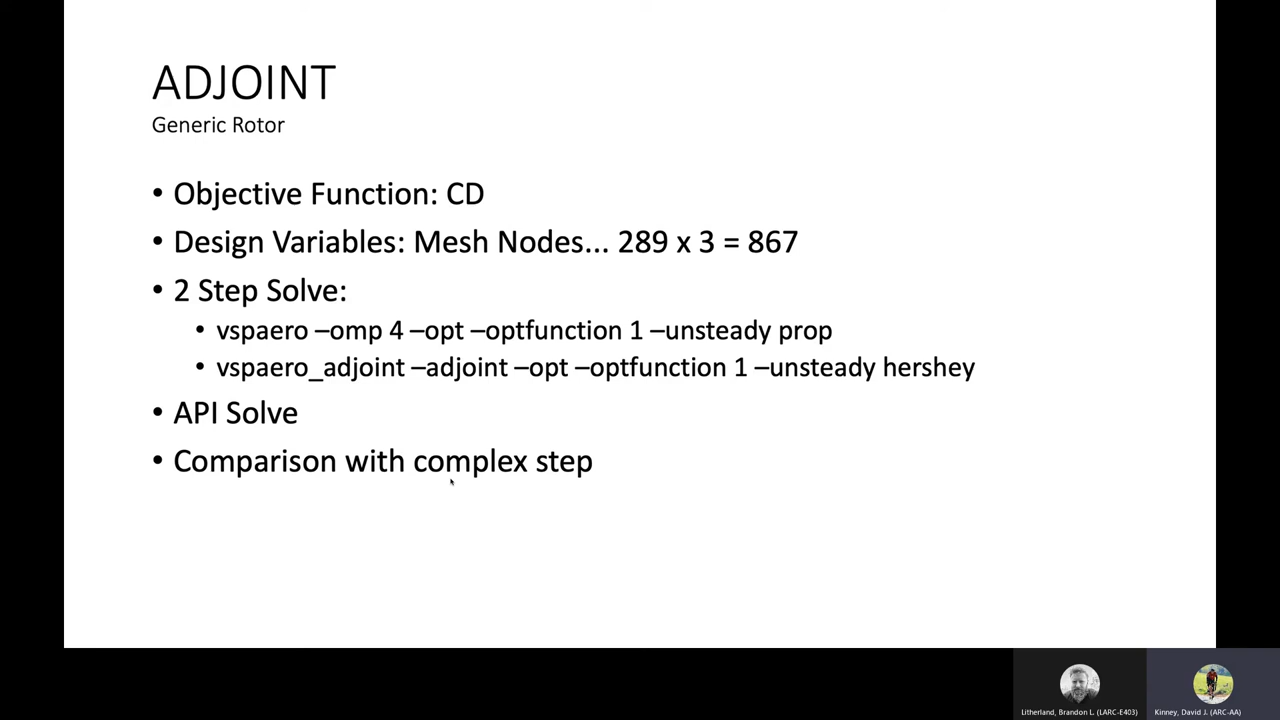 ADJOINT
Generic Rotor
• Objective Function: CD
• Design Variables: Mesh Nodes... 289 x 3 = 867
• 2 Step Solve:
• vspaero –omp 4 –opt –optfunction 1 –unsteady prop
• vspaero_adjoint –adjoint –opt –optfunction 1 –unsteady hershey
• API Solve
• Comparison with complex step
Litherland, Brandon L. (LARC-E403)
Kinney, David J. (ARC-AA)